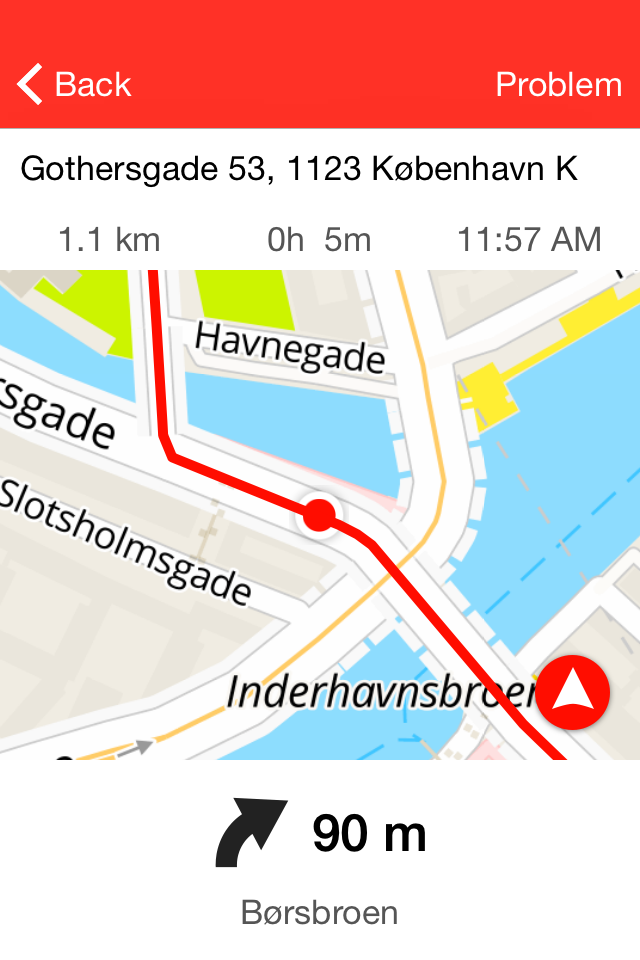 Back
Problem
Gothersgade 53, 1123 København K
1.1 km 0h 5m 11:57 AM
Havnegade
rsgade
Slotsholmsgade
Inderhavnsbroen
90 m
Børsbroen